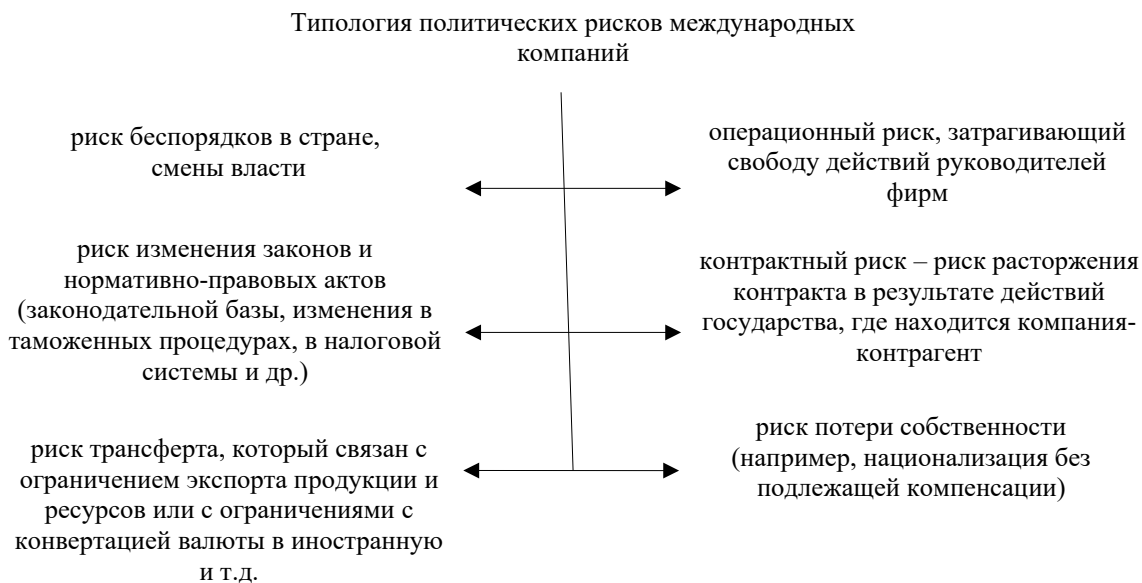 Типология политических рисков международных
компаний
риск беспорядков в стране,
смены власти
операционный риск, затрагивающий
свободу действий руководителей
фирм
риск изменения законов и
нормативно-правовых актов
(законодательной базы, изменения в
таможенных процедурах, в налоговой
системы и др.)
контрактный риск – риск расторжения
контракта в результате действий
государства, где находится компания-
контрагент
риск трансферта, который связан с
ограничением экспорта продукции и
ресурсов или с ограничениями с
конвертацией валюты в иностранную
и т.д.
риск потери собственности
(например, национализация без
подлежащей компенсации)